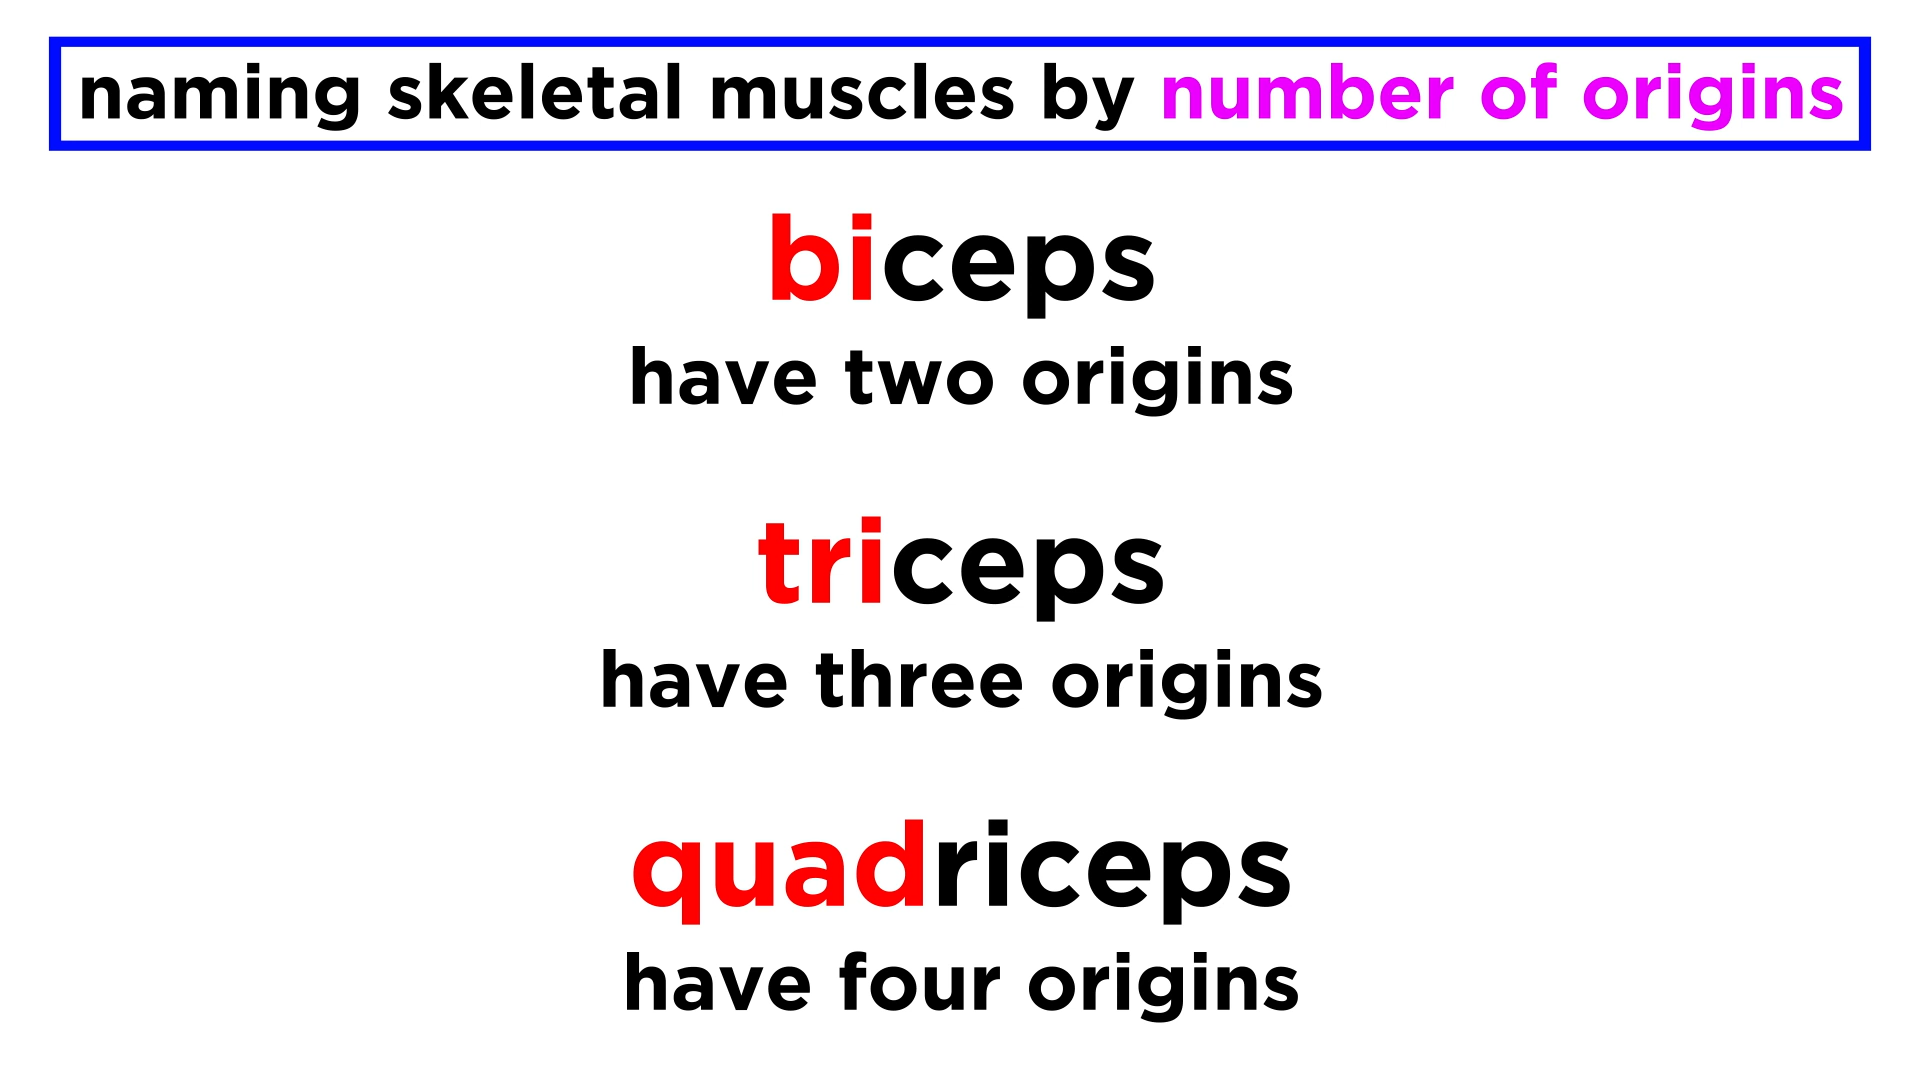 naming skeletal muscles by number of origins
biceps
have two origins
triceps
have three origins
quadriceps
have four origins